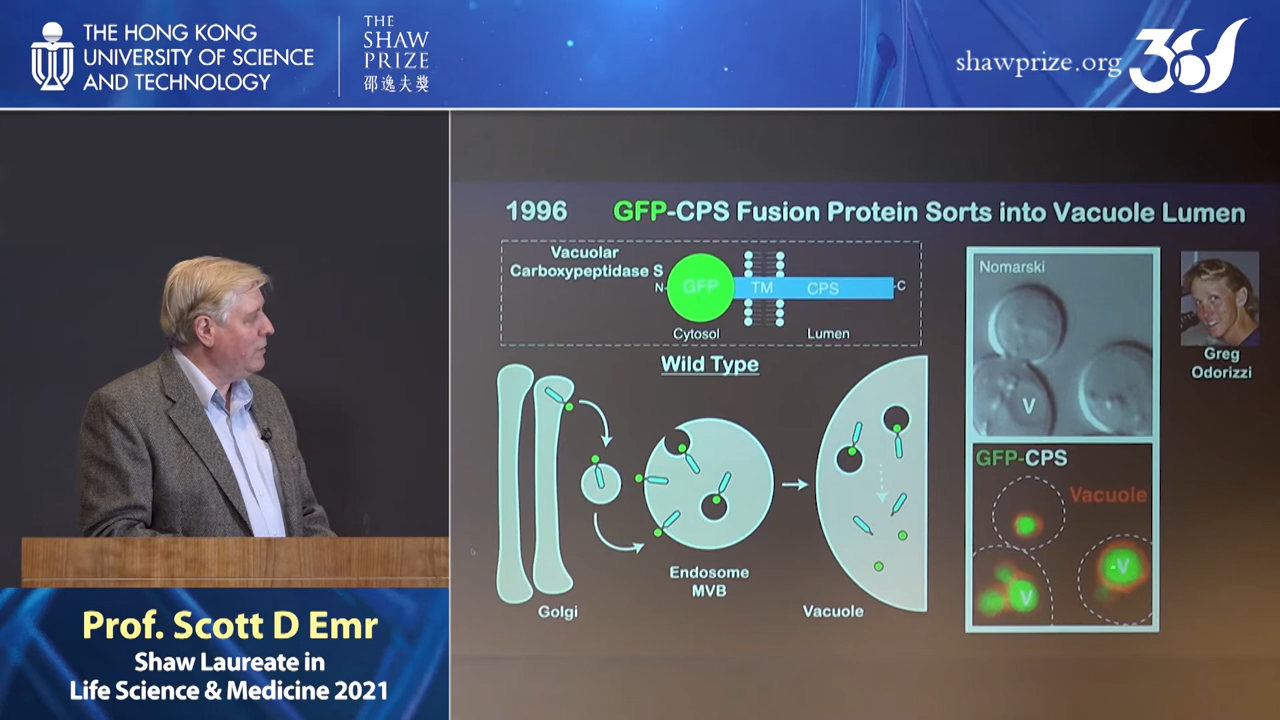 THE HONG KONG
UNIVERSITY OF SCIENCE
AND TECHNOLOGY
THE
SHAW
PRIZE
邵逸夫獎
shawprize.org
1996 GFP-CPS Fusion Protein Sorts into Vacuole Lumen
Vacuolar
Carboxypeptidase S
N-
GFP
TM
CPS
-C
Cytosol
Lumen
Wild Type
Golgi
Endosome
MVB
Vacuole
Nomarski
V
GFP-CPS
Vacuole
V
V
Greg
Odorizzi
Prof. Scott D Emr
Shaw Laureate in
Life Science & Medicine 2021